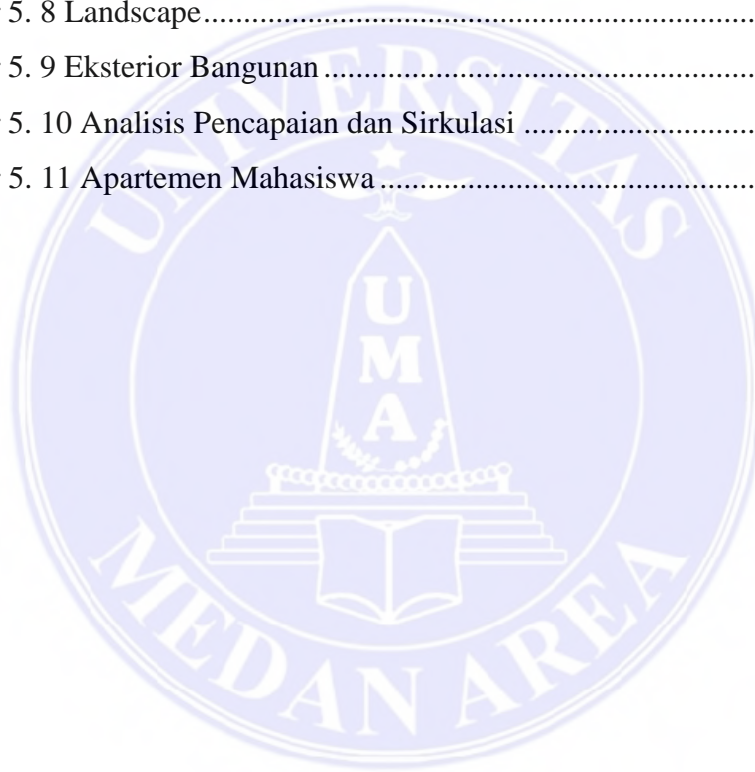 5. 8 Landscape..........................................................................................
5. 9 Eksterior Bangunan......................................................................
5. 10 Analisis Pencapaian dan Sirkulasi ......................................
5. 11 Apartemen Mahasiswa..............................................................
UNIVERSITAS
U
M
A
MEDAN AREA